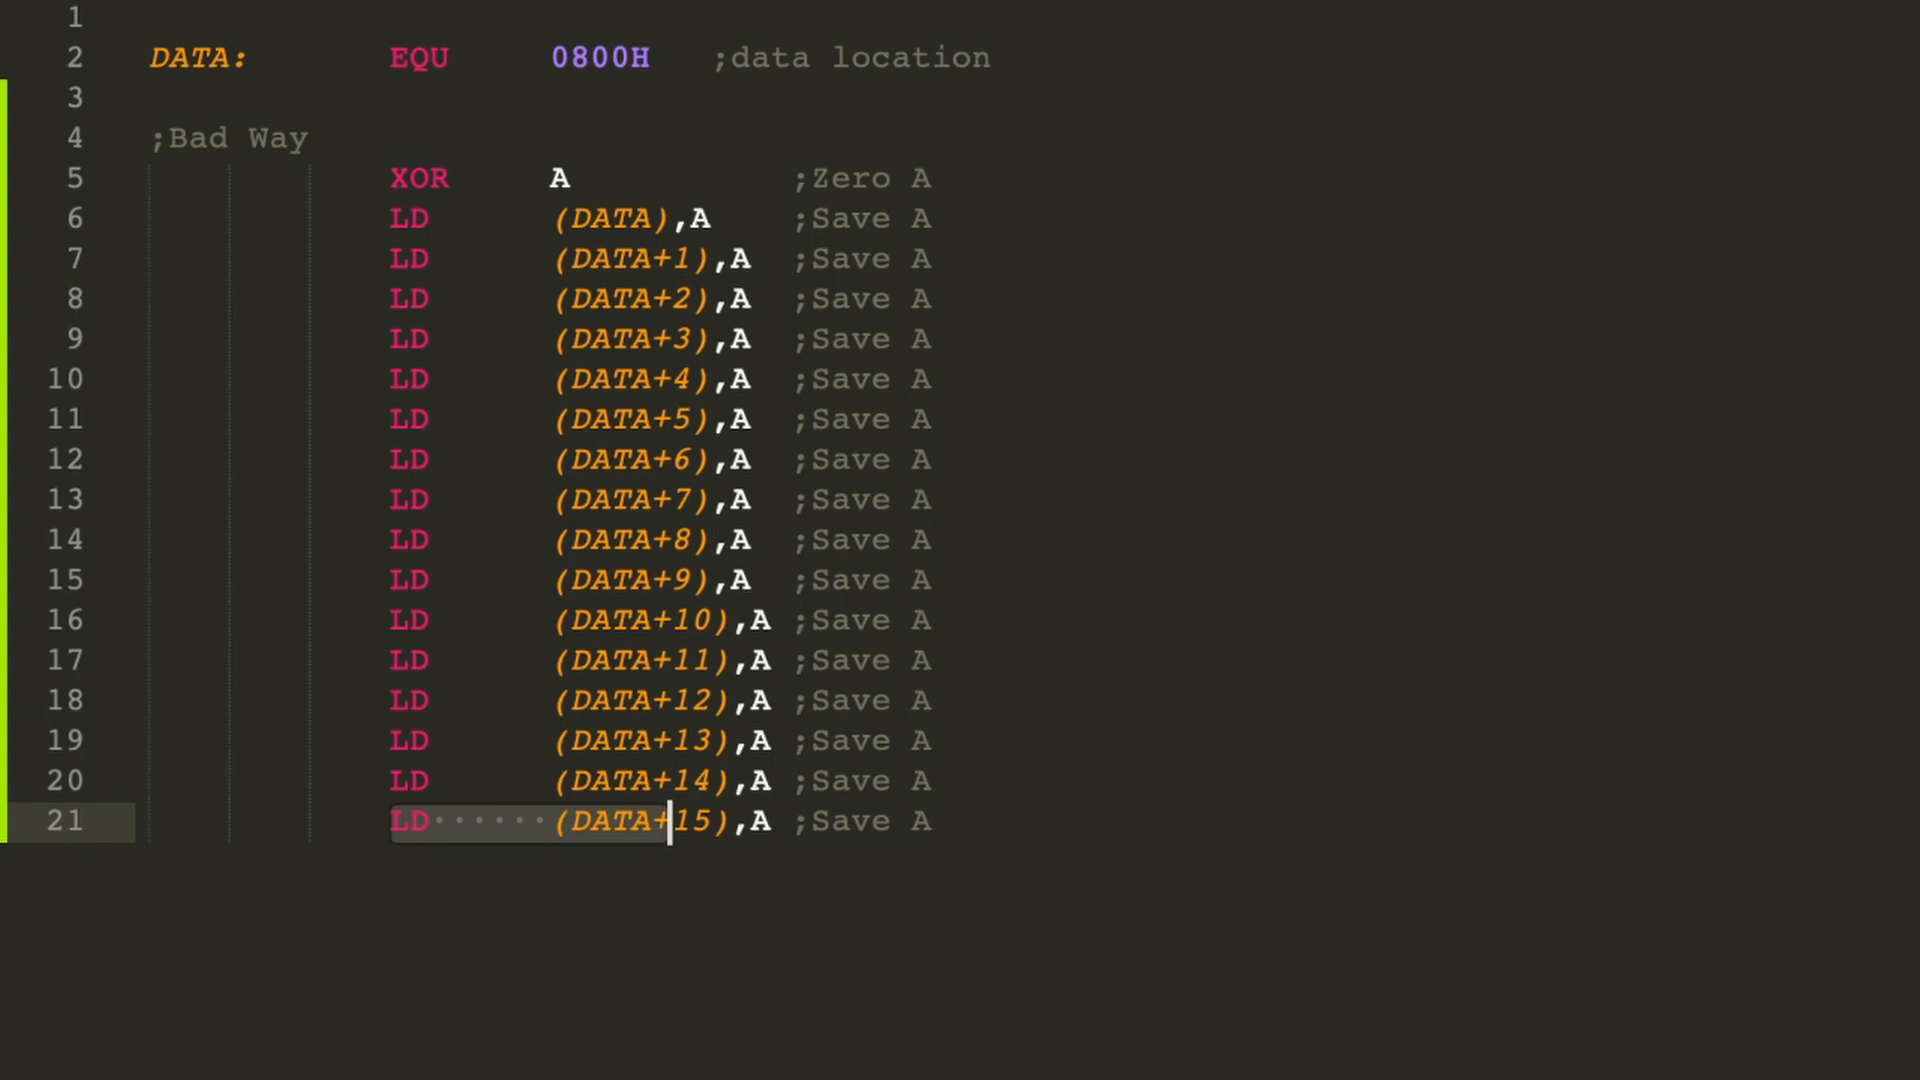 1
2 DATA: EQU 0800H ;data location
3
4 ;Bad Way
5 XOR A ;Zero A
6 LD (DATA),A ;Save A
7 LD (DATA+1),A ;Save A
8 LD (DATA+2),A ;Save A
9 LD (DATA+3),A ;Save A
10 LD (DATA+4),A ;Save A
11 LD (DATA+5),A ;Save A
12 LD (DATA+6),A ;Save A
13 LD (DATA+7),A ;Save A
14 LD (DATA+8),A ;Save A
15 LD (DATA+9),A ;Save A
16 LD (DATA+10),A ;Save A
17 LD (DATA+11),A ;Save A
18 LD (DATA+12),A ;Save A
19 LD (DATA+13),A ;Save A
20 LD (DATA+14),A ;Save A
21 LD······(DATA+15),A ;Save A